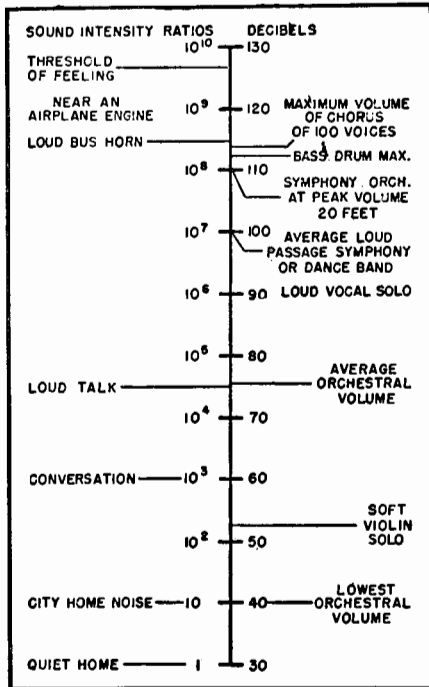 SOUND INTENSITY RATIOS DECIBELS
10¹⁰ 130
THRESHOLD
OF FEELING
NEAR AN
AIRPLANE ENGINE
10⁹ 120
MAXIMUM VOLUME
OF CHORUS
OF 100 VOICES
LOUD BUS HORN
BASS DRUM MAX.
10⁸ 110
SYMPHONY ORCH.
AT PEAK VOLUME
20 FEET
10⁷ 100
AVERAGE LOUD
PASSAGE SYMPHONY
OR DANCE BAND
10⁶ 90 LOUD VOCAL SOLO
10⁵ 80
LOUD TALK
AVERAGE
ORCHESTRAL
VOLUME
10⁴ 70
CONVERSATION 10³ 60
SOFT
VIOLIN
SOLO
10² 50
CITY HOME NOISE 10 40
LOWEST
ORCHESTRAL
VOLUME
QUIET HOME 1 30